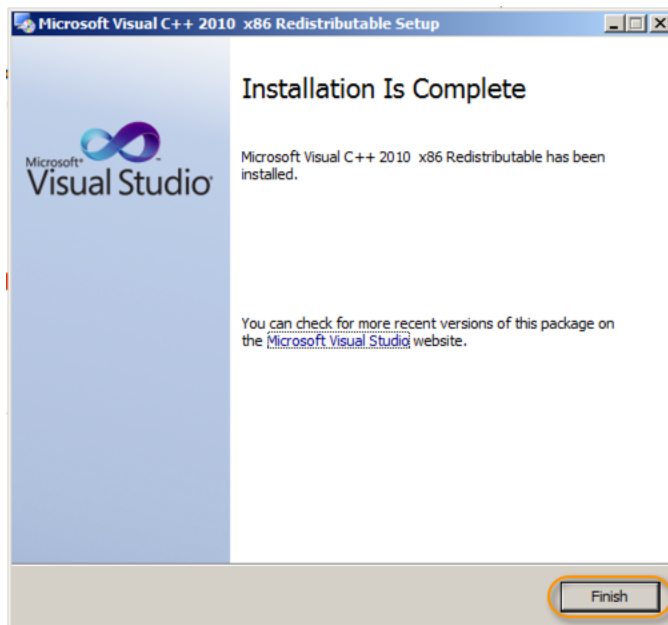 Microsoft Visual C++ 2010  x86 Redistributable Setup
Installation Is Complete
Microsoft®
Visual Studio®
Microsoft Visual C++ 2010  x86 Redistributable has been
installed.
You can check for more recent versions of this package on
the Microsoft Visual Studio website.
Finish